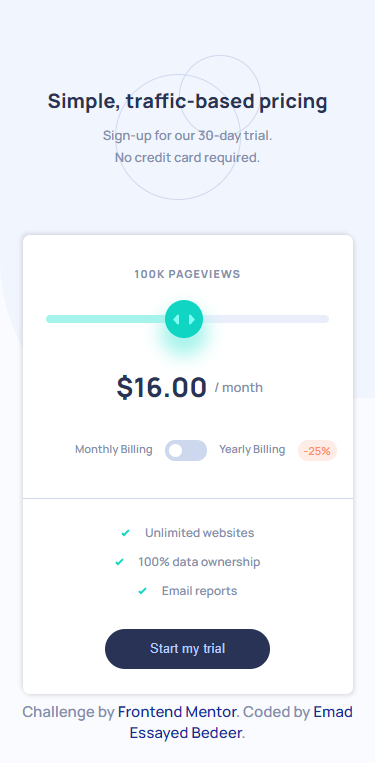 Simple, traffic-based pricing
Sign-up for our 30-day trial.
No credit card required.
100K PAGEVIEWS
$16.00 / month
Monthly Billing Yearly Billing -25%
Unlimited websites
100% data ownership
Email reports
Start my trial
Challenge by Frontend Mentor. Coded by Emad
Essayed Bedeer.